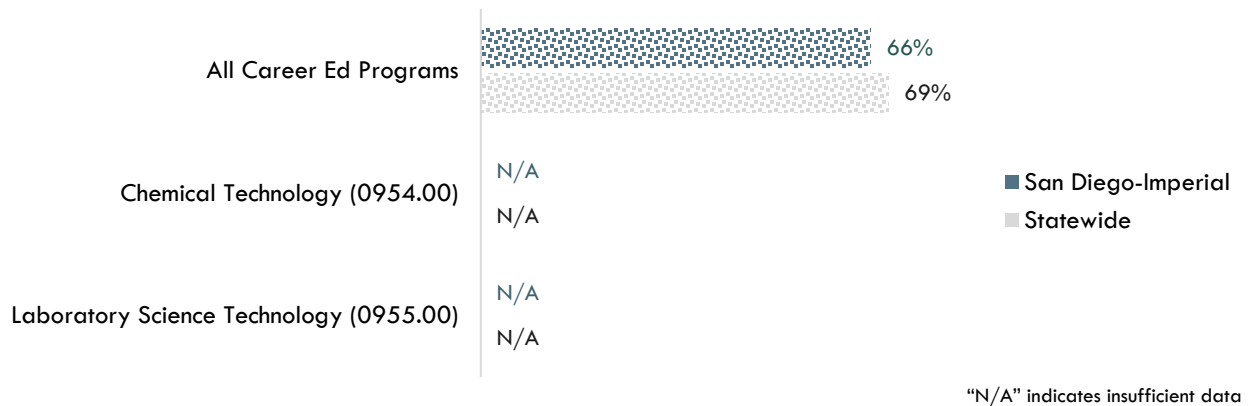 All Career Ed Programs
66%
69%
Chemical Technology (0954.00)
N/A
N/A
Laboratory Science Technology (0955.00)
N/A
N/A
San Diego-Imperial
Statewide
“N/A” indicates insufficient data